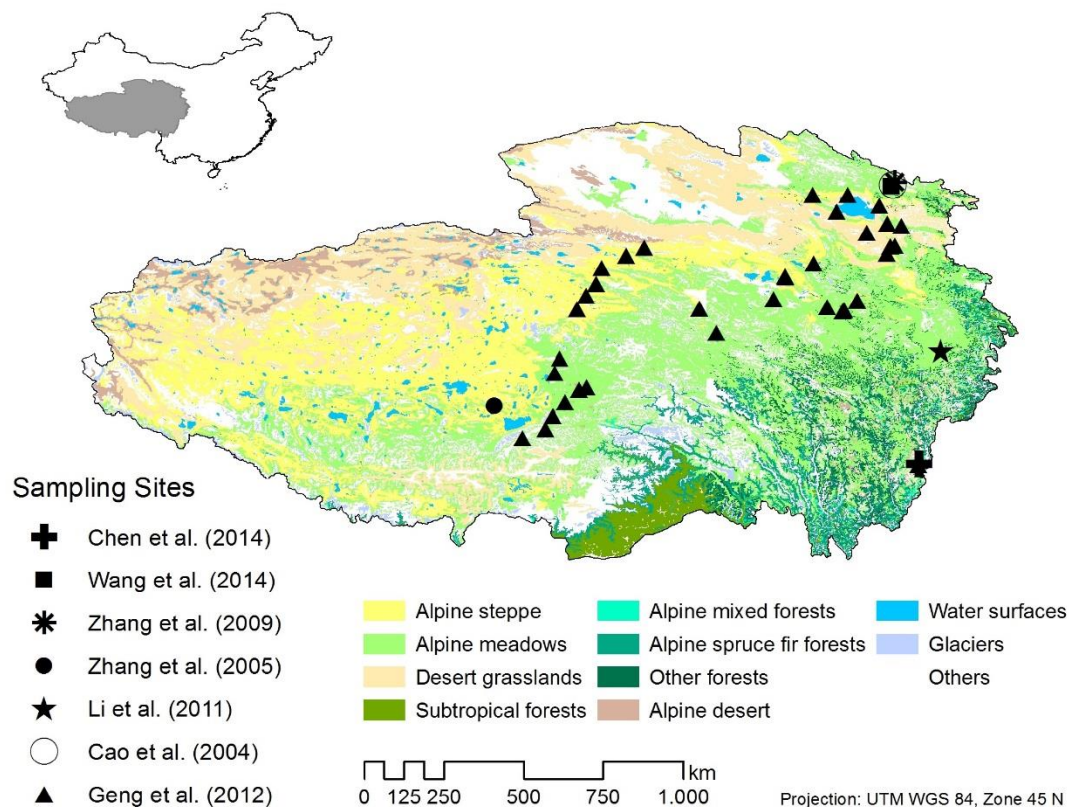 Sampling Sites
Chen et al. (2014)
Wang et al. (2014)
Zhang et al. (2009)
Zhang et al. (2005)
Li et al. (2011)
Cao et al. (2004)
Geng et al. (2012)
Alpine steppe
Alpine meadows
Desert grasslands
Subtropical forests
Alpine mixed forests
Alpine spruce fir forests
Other forests
Alpine desert
Water surfaces
Glaciers
Others
km
0 125 250 500 750 1.000
Projection: UTM WGS 84, Zone 45 N